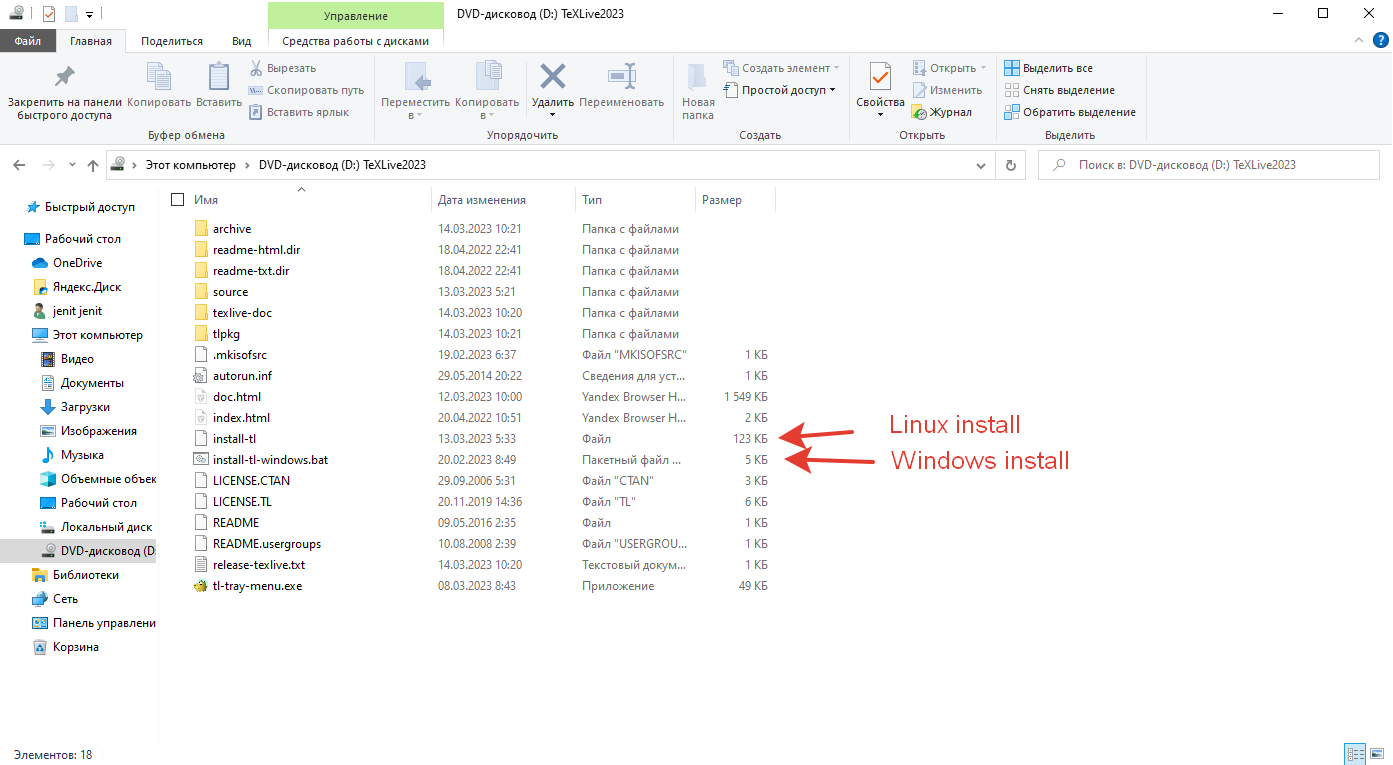 Управление
DVD-дисковод (D:) TeXLive2023
Файл
Главная
Поделиться
Вид
Средства работы с дисками
Закрепить на панели
быстрого доступа
Копировать
Вставить
Вырезать
Скопировать путь
Вставить ярлык
Буфер обмена
Переместить
в
Копировать
в
Удалить
Переименовать
Упорядочить
Новая
папка
Создать элемент
Простой доступ
Создать
Свойства
Открыть
Изменить
Журнал
Открыть
Выделить все
Снять выделение
Обратить выделение
Выделить
Этот компьютер
DVD-дисковод (D:) TeXLive2023
Поиск в: DVD-дисковод (D:) TeXLive2023
Быстрый доступ
Рабочий стол
OneDrive
Яндекс.Диск
jenit jenit
Этот компьютер
Видео
Документы
Загрузки
Изображения
Музыка
Объемные объек
Рабочий стол
Локальный диск
DVD-дисковод (D:
Библиотеки
Сеть
Панель управлени
Корзина
Имя Дата изменения Тип Размер
archive 14.03.2023 10:21 Папка с файлами
readme-html.dir 18.04.2022 22:41 Папка с файлами
readme-txt.dir 18.04.2022 22:41 Папка с файлами
source 13.03.2023 5:21 Папка с файлами
texlive-doc 14.03.2023 10:20 Папка с файлами
tlpkg 14.03.2023 10:21 Папка с файлами
.mkisofsrc 19.02.2023 6:37 Файл "MKISOFSRC" 1 КБ
autorun.inf 29.05.2014 20:22 Сведения для уст... 1 КБ
doc.html 12.03.2023 10:00 Yandex Browser H... 1 549 КБ
index.html 20.04.2022 10:51 Yandex Browser H... 2 КБ
install-tl 13.03.2023 5:33 Файл 123 КБ
install-tl-windows.bat 20.02.2023 8:49 Пакетный файл ... 5 КБ
LICENSE.CTAN 29.09.2006 5:31 Файл "CTAN" 3 КБ
LICENSE.TL 20.11.2019 14:36 Файл "TL" 6 КБ
README 09.05.2016 2:35 Файл 1 КБ
README.usergroups 10.08.2008 2:39 Файл "USERGROU... 1 КБ
release-texlive.txt 14.03.2023 10:20 Текстовый докум... 1 КБ
tl-tray-menu.exe 08.03.2023 8:43 Приложение 49 КБ
Linux install
Windows install
Элементов: 18